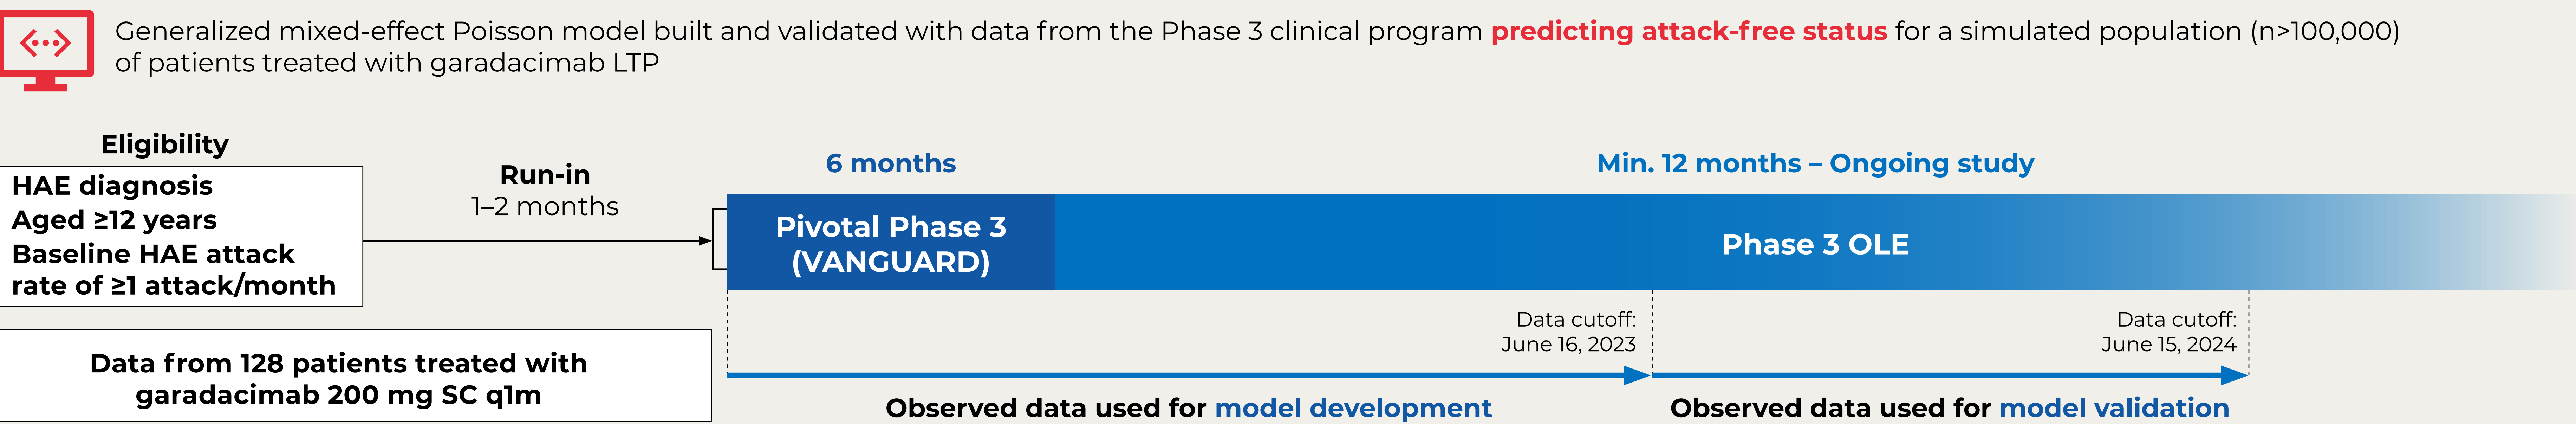 Generalized mixed-effect Poisson model built and validated with data from the Phase 3 clinical program predicting attack-free status for a simulated population (n>100,000)
of patients treated with garadacimab LTP
Eligibility
HAE diagnosis
Aged ≥12 years
Baseline HAE attack
rate of ≥1 attack/month
Run-in
1–2 months
6 months
Pivotal Phase 3
(VANGUARD)
Min. 12 months – Ongoing study
Phase 3 OLE
Data cutoff:
June 16, 2023
Data cutoff:
June 15, 2024
Data from 128 patients treated with
garadacimab 200 mg SC q1m
Observed data used for model development
Observed data used for model validation